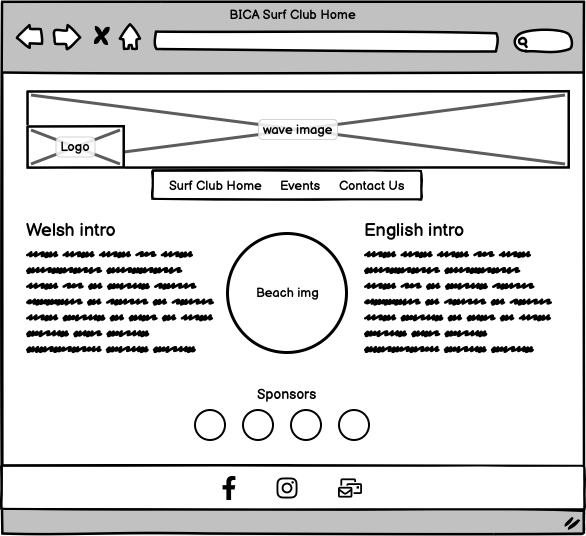 BICA Surf Club Home
wave image
Logo
Surf Club Home Events Contact Us
Welsh intro
English intro
Beach img
Sponsors